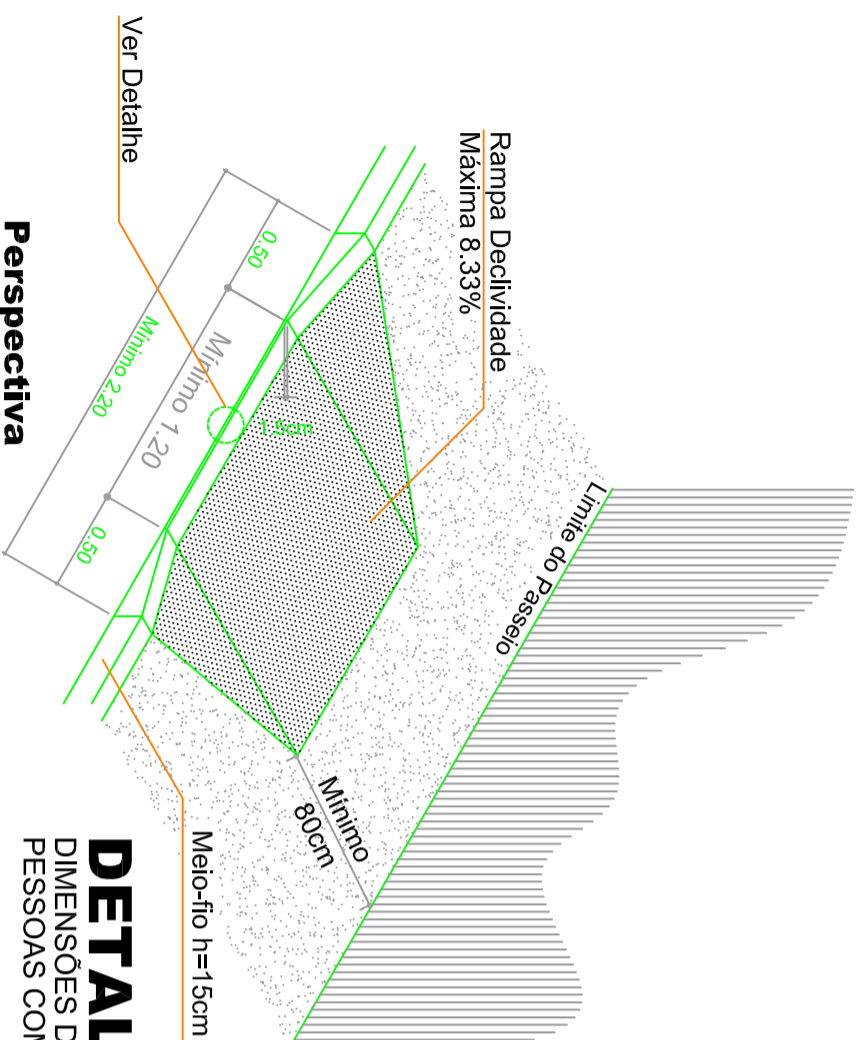 Ver Detalhe
Rampa Declividade
Máxima 8.33%
0.50
Mínimo 1.20
0.50
Mínimo 2.20
1.5cm
Limite do Passeio
Mínimo
80cm
Meio-fio h=15cm
Perspectiva
DETAL
DIMENSÕES D
PESSOAS COM